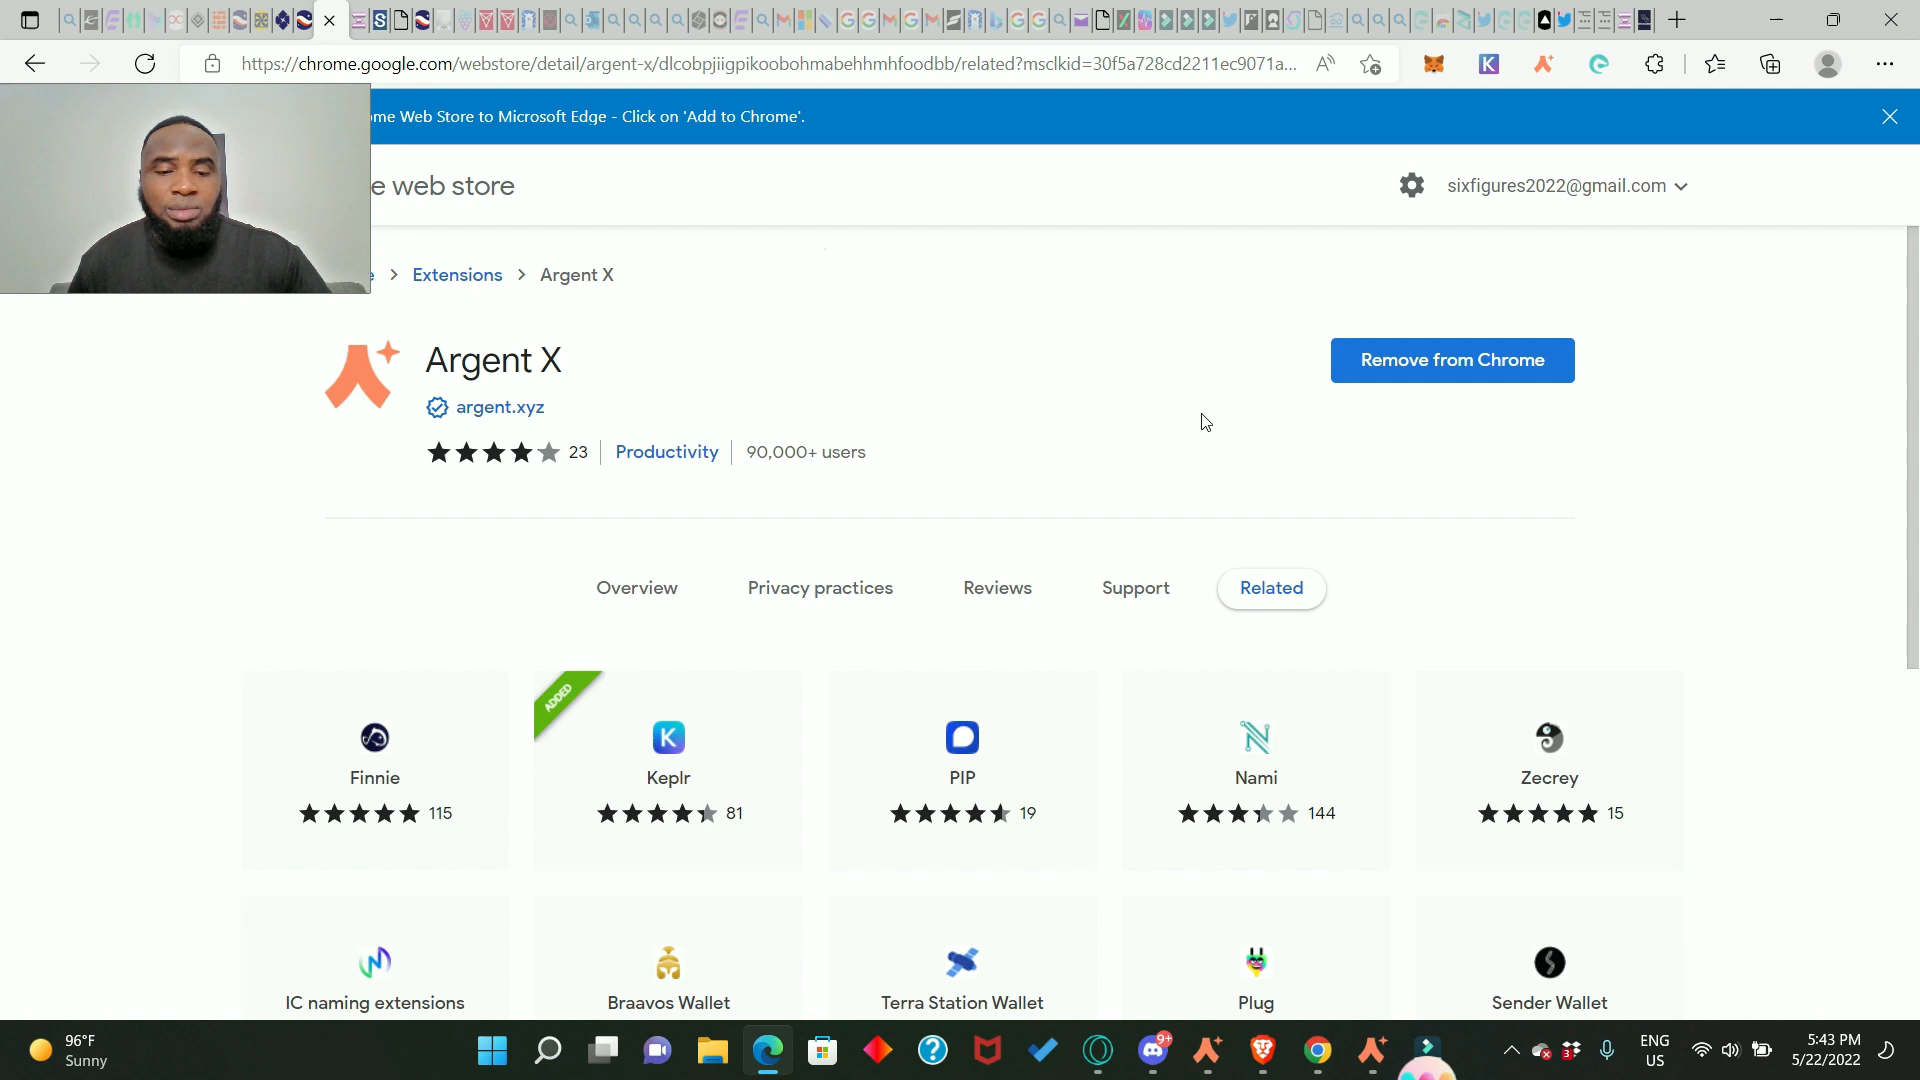 https://chrome.google.com/webstore/detail/argent-x/dlcobpjiigpikoobohmabehhmhfoodbb/related?msclkid=30f5a728cd2211ec9071a...
me Web Store to Microsoft Edge - Click on 'Add to Chrome'.
e web store
sixfigures2022@gmail.com
e > Extensions > Argent X
Argent X
Remove from Chrome
argent.xyz
23 Productivity 90,000+ users
Overview Privacy practices Reviews Support Related
ADDED
Finnie Keplr PIP Nami Zecrey
115 81 19 144 15
IC naming extensions Braavos Wallet Terra Station Wallet Plug Sender Wallet
96°F
Sunny
9+
3
ENG
US
5:43 PM
5/22/2022